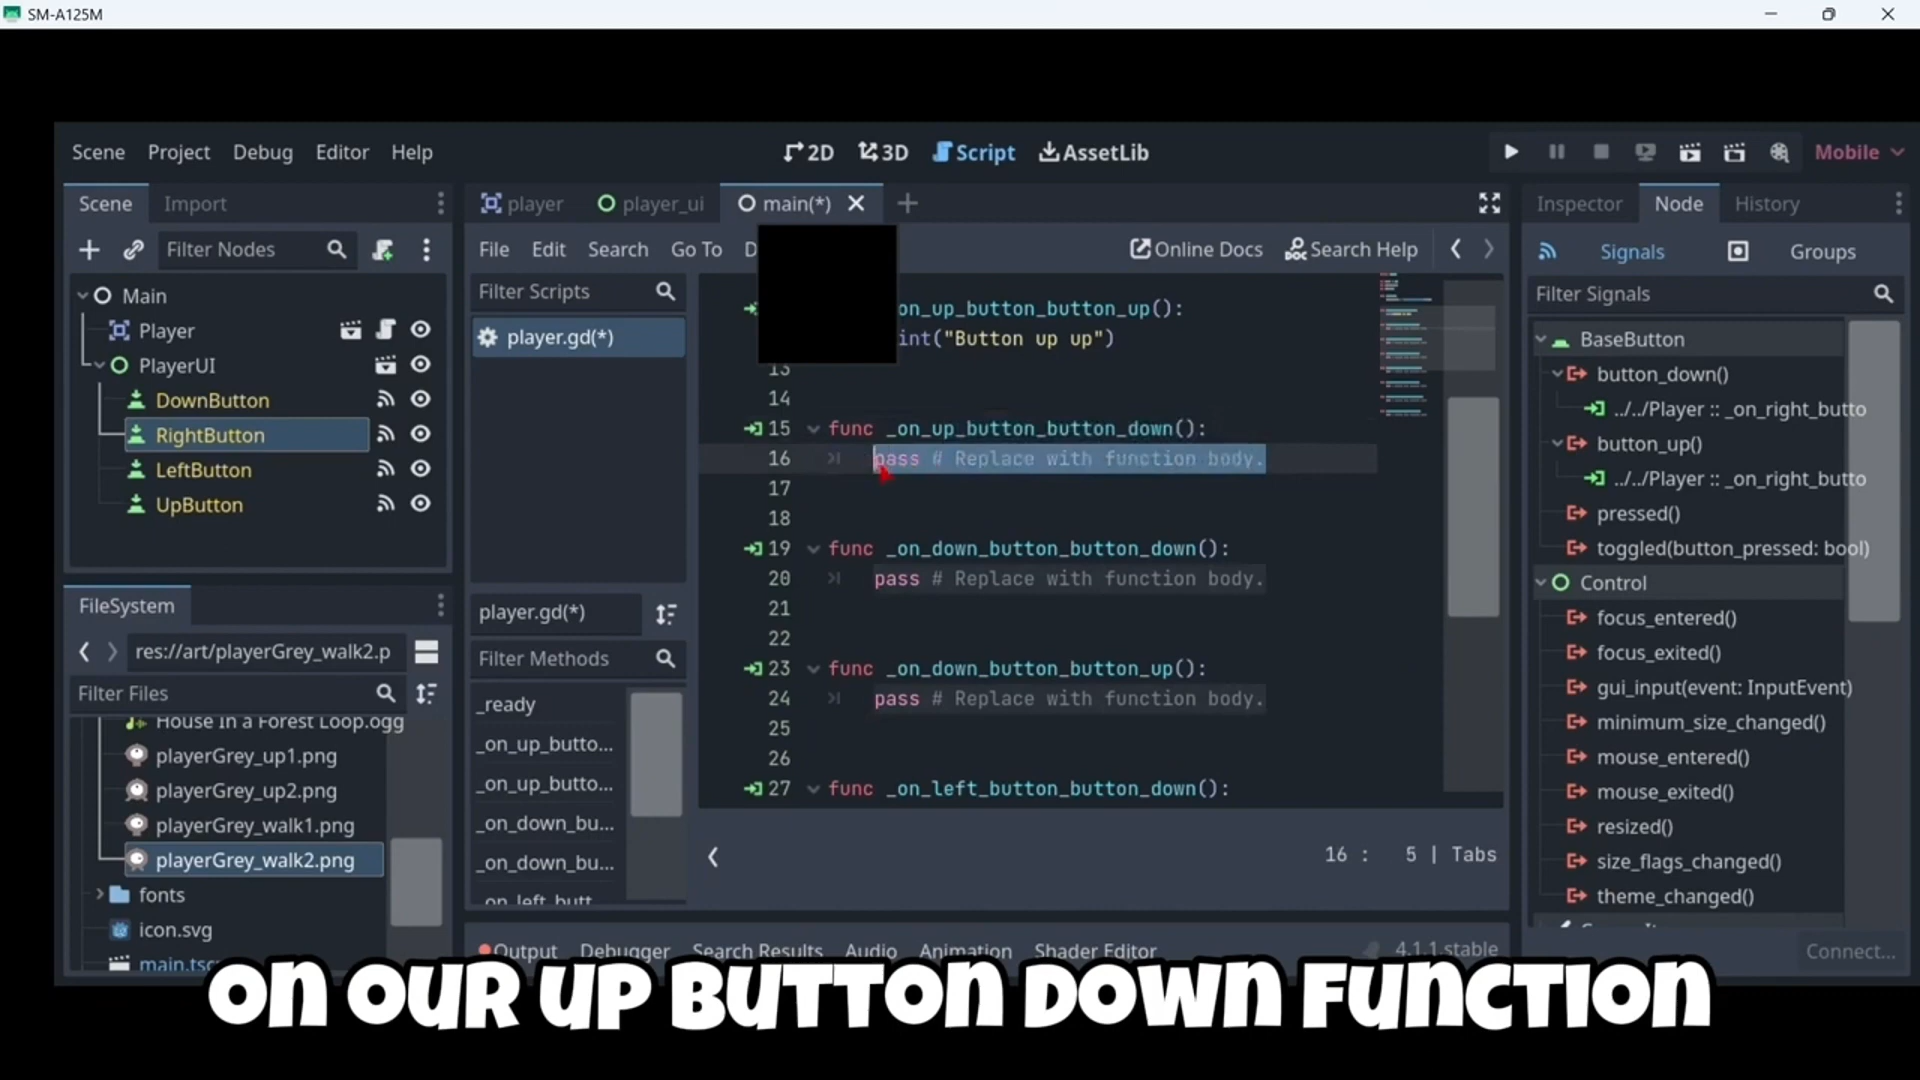 SM-A125M
Scene Project Debug Editor Help
2D 3D Script AssetLib
Mobile
Scene Import
player player_ui main(*)
Inspector Node History
Filter Nodes
File Edit Search Go To D
Online Docs Search Help
Signals Groups
Main
Player
PlayerUI
DownButton
RightButton
LeftButton
UpButton
Filter Scripts
player.gd(*)
player.gd(*)
Filter Methods
_ready
_on_up_butto...
_on_up_butto...
_on_down_bu...
_on_down_bu...
on left butt
on_up_button_button_up():
int("Button up up")
13
14
15 func _on_up_button_button_down():
16 pass # Replace with function body.
17
18
19 func _on_down_button_button_down():
20 pass # Replace with function body.
21
22
23 func _on_down_button_button_up():
24 pass # Replace with function body.
25
26
27 func _on_left_button_button_down():
16 : 5 | Tabs
Filter Signals
BaseButton
button_down()
../../Player :: _on_right_butto
button_up()
../../Player :: _on_right_butto
pressed()
toggled(button_pressed: bool)
Control
focus_entered()
focus_exited()
gui_input(event: InputEvent)
minimum_size_changed()
mouse_entered()
mouse_exited()
resized()
size_flags_changed()
theme_changed()
Connect...
FileSystem
res://art/playerGrey_walk2.p
Filter Files
House In a Forest Loop.ogg
playerGrey_up1.png
playerGrey_up2.png
playerGrey_walk1.png
playerGrey_walk2.png
fonts
icon.svg
main.tsc
Output Debugger Search Results Audio Animation Shader Editor 4.1.1.stable
on our up button down function